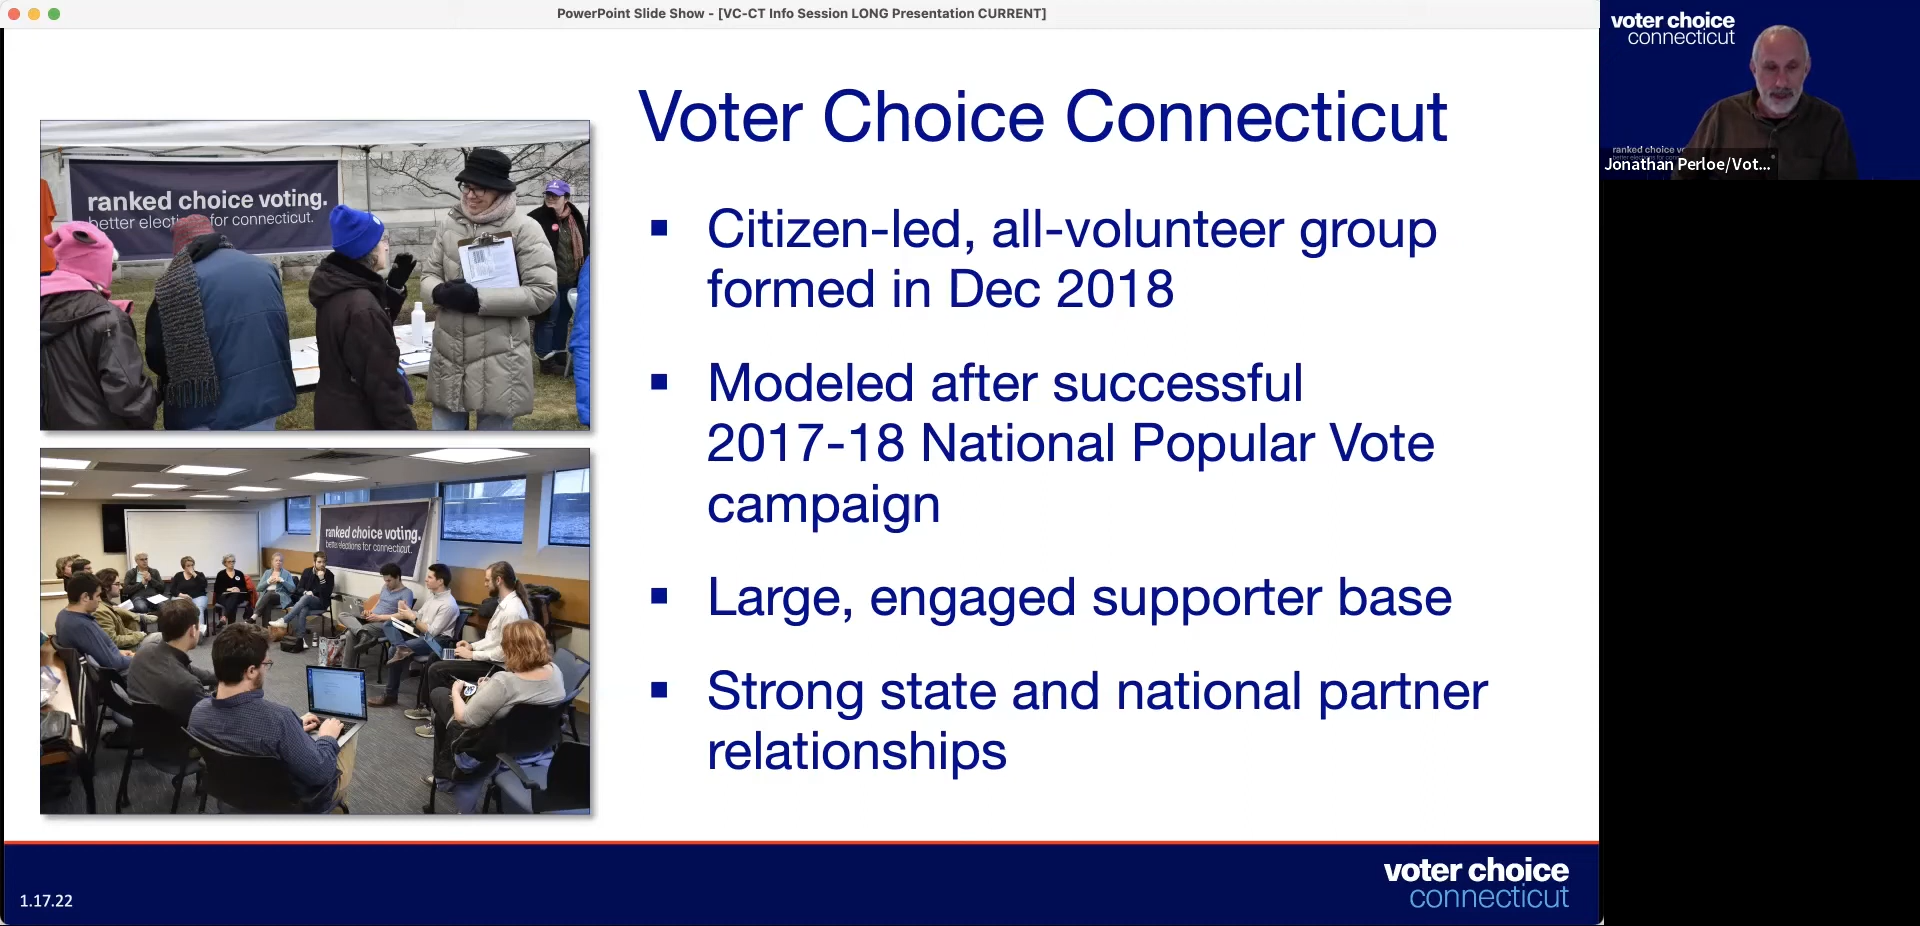 PowerPoint Slide Show - [VC-CT Info Session LONG Presentation CURRENT]
voter choice
connecticut
ranked choice v
Jonathan Perloe/Vot...
Voter Choice Connecticut
ranked choice voting.
better elections for connecticut.
▪ Citizen-led, all-volunteer group
formed in Dec 2018
▪ Modeled after successful
2017-18 National Popular Vote
campaign
▪ Large, engaged supporter base
▪ Strong state and national partner
relationships
ranked choice voting.
better elections for connecticut.
1.17.22
voter choice
connecticut